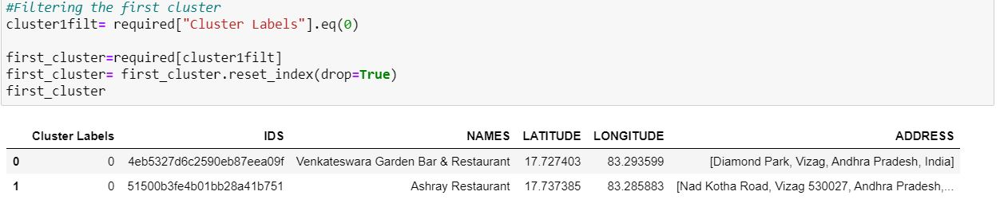 #Filtering the first cluster
cluster1filt= required["Cluster Labels"].eq(0)
first_cluster=required[cluster1filt]
first_cluster= first_cluster.reset_index(drop=True)
first_cluster
Cluster Labels IDS NAMES LATITUDE LONGITUDE ADDRESS
0 0 4eb5327d6c2590eb87eea09f Venkateswara Garden Bar & Restaurant 17.727403 83.293599 [Diamond Park, Vizag, Andhra Pradesh, India]
1 0 51500b3fe4b01bb28a41b751 Ashray Restaurant 17.737385 83.285883 [Nad Kotha Road, Vizag 530027, Andhra Pradesh,...